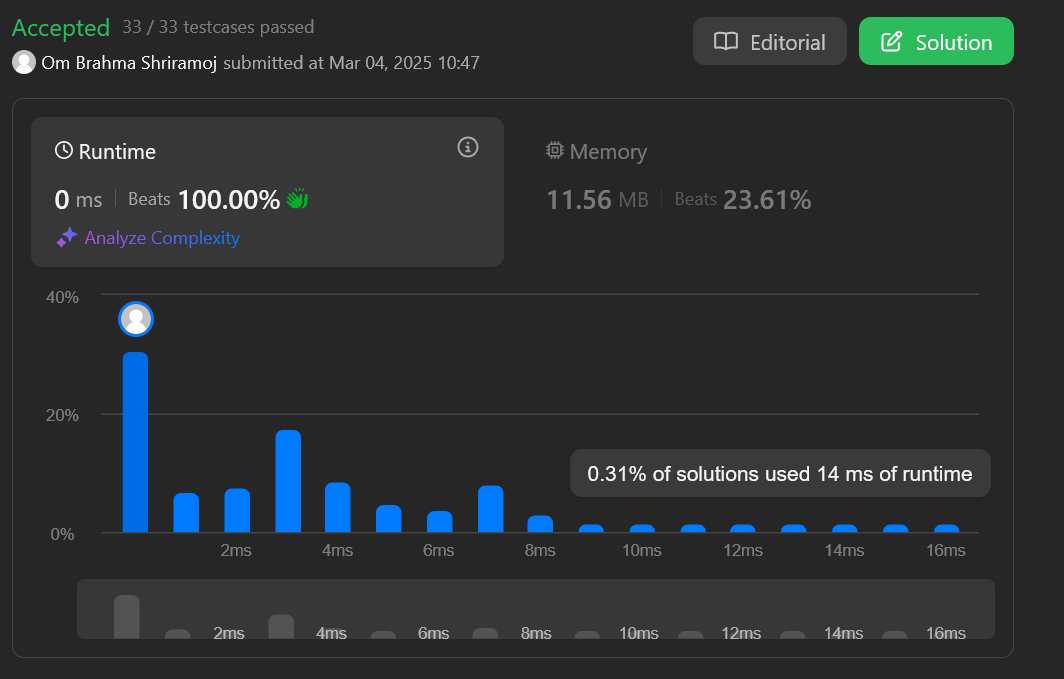 Accepted 33 / 33 testcases passed
Editorial
Solution
Om Brahma Shriramoj submitted at Mar 04, 2025 10:47
Runtime
Memory
0 ms Beats 100.00%
11.56 MB Beats 23.61%
Analyze Complexity
40%
20%
0.31% of solutions used 14 ms of runtime
0%
2ms 4ms 6ms 8ms 10ms 12ms 14ms 16ms
2ms 4ms 6ms 8ms 10ms 12ms 14ms 16ms